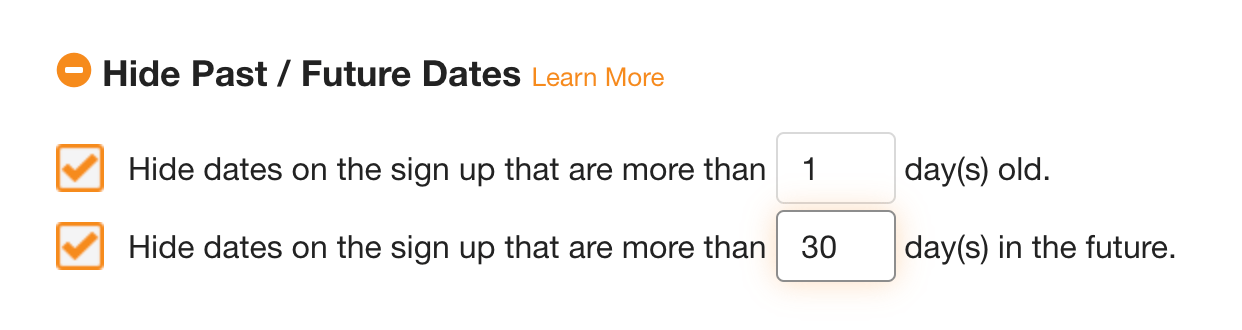 Hide Past / Future Dates Learn More
Hide dates on the sign up that are more than 1 day(s) old.
Hide dates on the sign up that are more than 30 day(s) in the future.